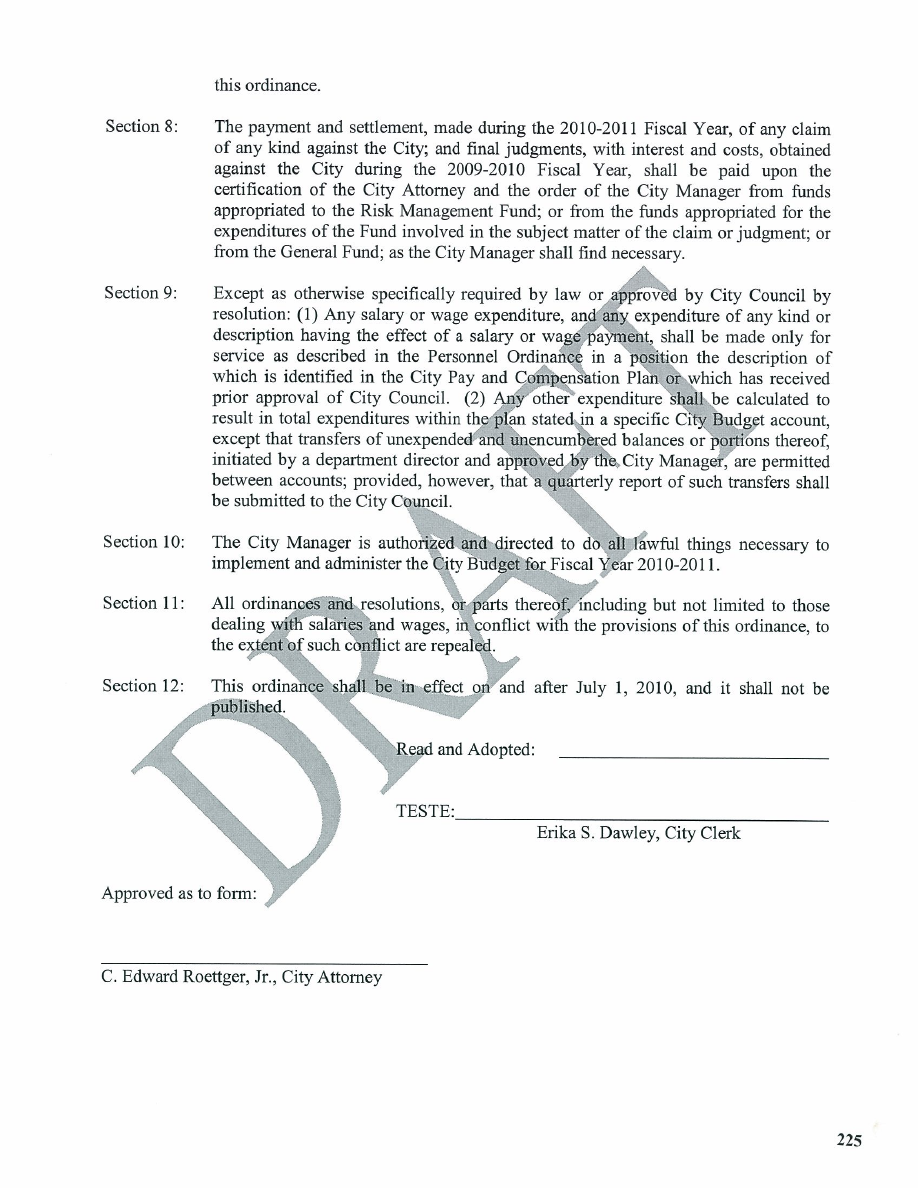 this ordinance.
Section 8: The payment and settlement, made during the 2010-2011 Fiscal Year, of any claim
of any kind against the City; and final judgments, with interest and costs, obtained
against the City during the 2009-2010 Fiscal Year, shall be paid upon the
certification of the City Attorney and the order of the City Manager from funds
appropriated to the Risk Management Fund; or from the funds appropriated for the
expenditures of the Fund involved in the subject matter of the claim or judgment; or
from the General Fund; as the City Manager shall find necessary.
Section 9: Except as otherwise specifically required by law or approved by City Council by
resolution: (1) Any salary or wage expenditure, and any expenditure of any kind or
description having the effect of a salary or wage payment, shall be made only for
service as described in the Personnel Ordinance in a position the description of
which is identified in the City Pay and Compensation Plan or which has received
prior approval of City Council. (2) Any other expenditure shall be calculated to
result in total expenditures within the plan stated in a specific City Budget account,
except that transfers of unexpended and unencumbered balances or portions thereof,
initiated by a department director and approved by the City Manager, are permitted
between accounts; provided, however, that a quarterly report of such transfers shall
be submitted to the City Council.
Section 10: The City Manager is authorized and directed to do all lawful things necessary to
implement and administer the City Budget for Fiscal Year 2010-2011.
Section 11: All ordinances and resolutions, or parts thereof, including but not limited to those
dealing with salaries and wages, in conflict with the provisions of this ordinance, to
the extent of such conflict are repealed.
Section 12: This ordinance shall be in effect on and after July 1, 2010, and it shall not be
published.
DRAFT
Read and Adopted:
TESTE:
Erika S. Dawley, City Clerk
Approved as to form:
C. Edward Roettger, Jr., City Attorney
225